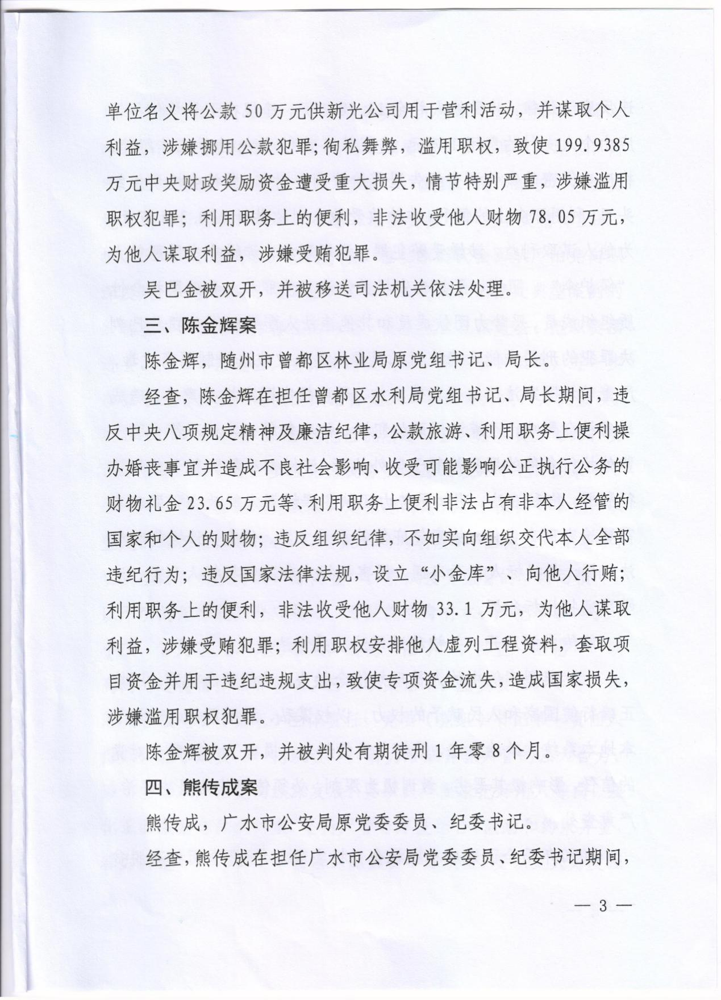 单位名义将公款 50 万元供新光公司用于营利活动，并谋取个人
利益，涉嫌挪用公款犯罪；徇私舞弊，滥用职权，致使 199.9385
万元中央财政奖励资金遭受重大损失，情节特别严重，涉嫌滥用
职权犯罪；利用职务上的便利，非法收受他人财物 78.05 万元，
为他人谋取利益，涉嫌受贿犯罪。
吴已金被双开，并被移送司法机关依法处理。
三、陈金辉案
陈金辉，随州市曾都区林业局原党组书记、局长。
经查，陈金辉在担任曾都区水利局党组书记、局长期间，违
反中央八项规定精神及廉洁纪律，公款旅游、利用职务上便利操
办婚丧事宜并造成不良社会影响、收受可能影响公正执行公务的
财物礼金 23.65 万元等、利用职务上便利非法占有非本人经管的
国家和个人的财物；违反组织纪律，不如实向组织交代本人全部
违纪行为；违反国家法律法规，设立“小金库”、向他人行贿；
利用职务上的便利，非法收受他人财物 33.1 万元，为他人谋取
利益，涉嫌受贿犯罪；利用职权安排他人虚列工程资料，套取项
目资金并用于违纪违规支出，致使专项资金流失，造成国家损失，
涉嫌滥用职权犯罪。
陈金辉被双开，并被判处有期徒刑 1 年零 8 个月。
四、熊传成案
熊传成，广水市公安局原党委委员、纪委书记。
经查，熊传成在担任广水市公安局党委委员、纪委书记期间，
— 3 —